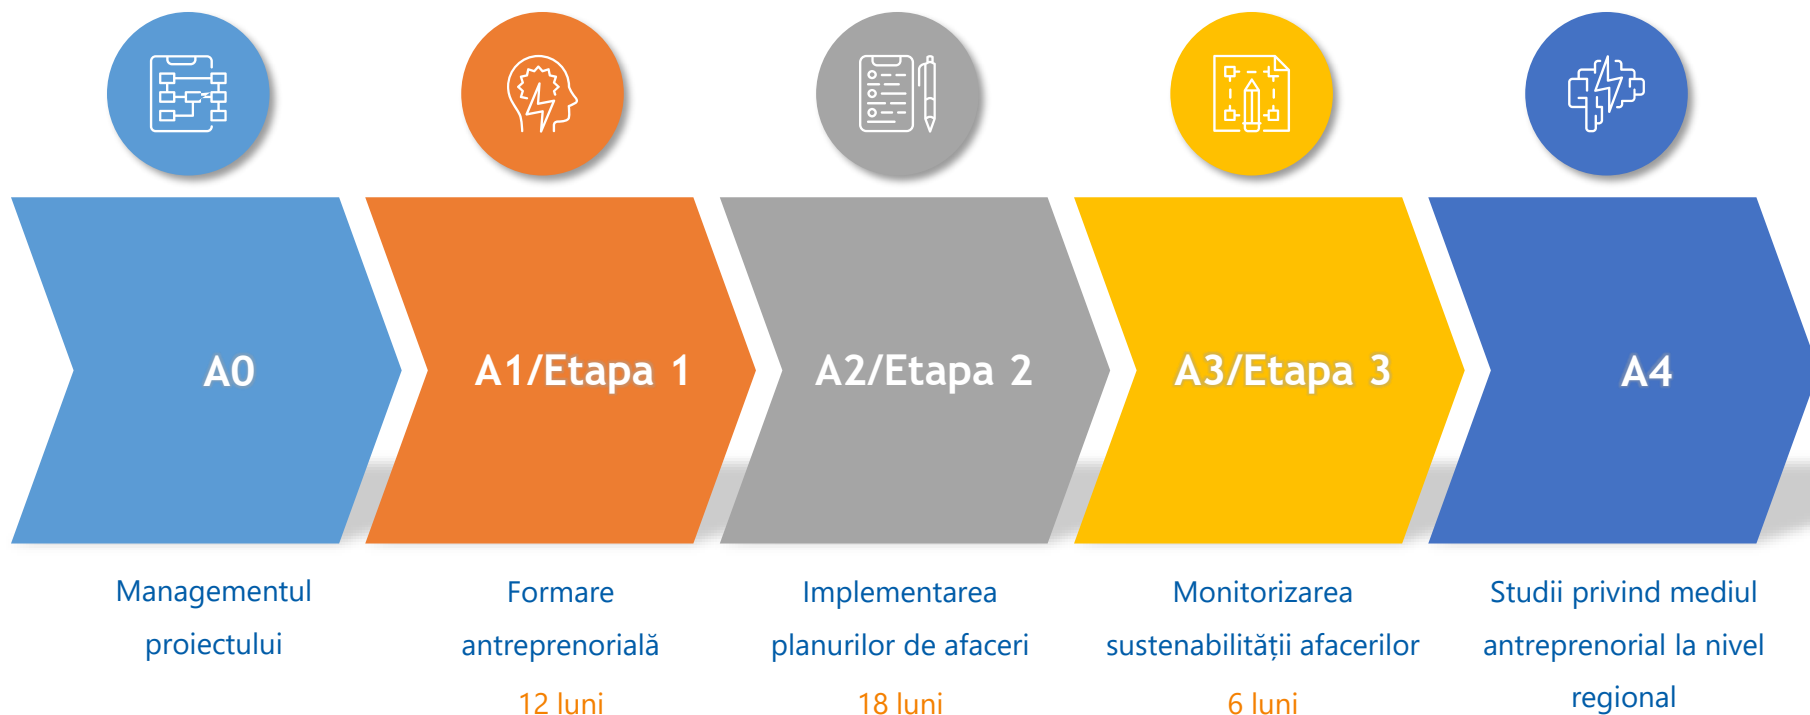 A0
A1/Etapa 1
A2/Etapa 2
A3/Etapa 3
A4
Managementul
proiectului
Formare
antreprenorială
12 luni
Implementarea
planurilor de afaceri
18 luni
Monitorizarea
sustenabilității afacerilor
6 luni
Studii privind mediul
antreprenorial la nivel
regional